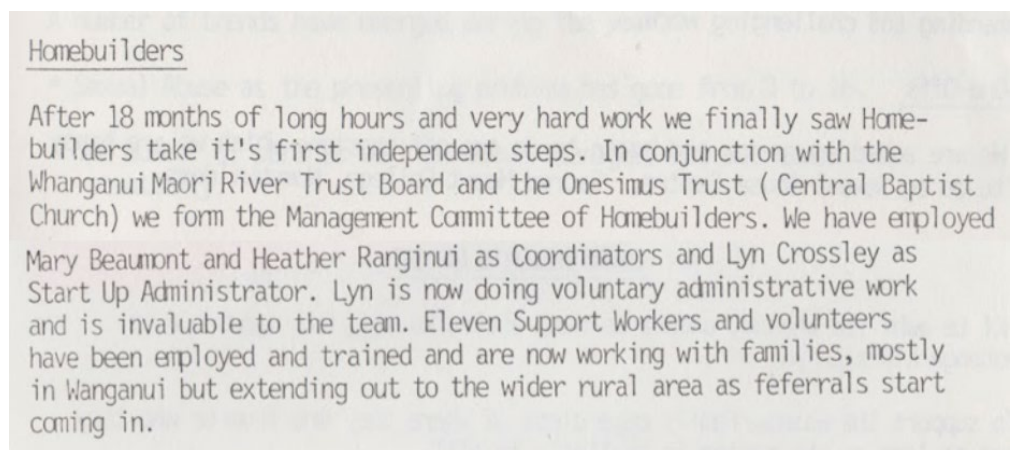 Homebuilders
After 18 months of long hours and very hard work we finally saw Home-
builders take it's first independent steps. In conjunction with the
Whanganui Maori River Trust Board and the Onesimus Trust ( Central Baptist
Church) we form the Management Committee of Homebuilders. We have employed
Mary Beaumont and Heather Ranginui as Coordinators and Lyn Crossley as
Start Up Administrator. Lyn is now doing voluntary administrative work
and is invaluable to the team. Eleven Support Workers and volunteers
have been employed and trained and are now working with families, mostly
in Wanganui but extending out to the wider rural area as feferrals start
coming in.